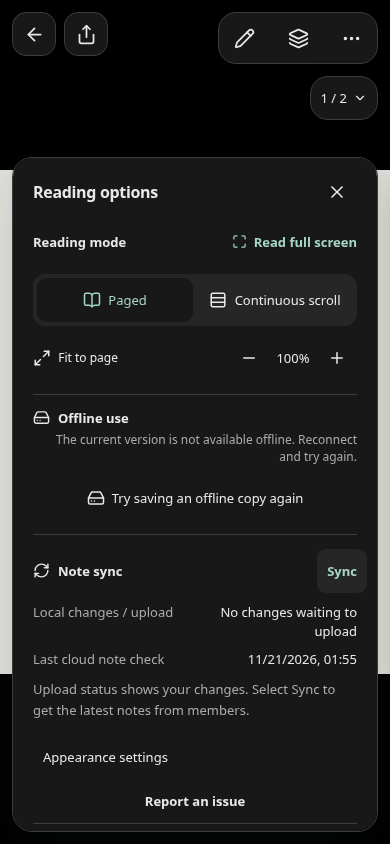 1 / 2
Reading options
Reading mode
Read full screen
Paged
Continuous scroll
Fit to page
100%
Offline use
The current version is not available offline. Reconnect
and try again.
Try saving an offline copy again
Note sync
Sync
Local changes / upload
No changes waiting to
upload
Last cloud note check
11/21/2026, 01:55
Upload status shows your changes. Select Sync to
get the latest notes from members.
Appearance settings
Report an issue